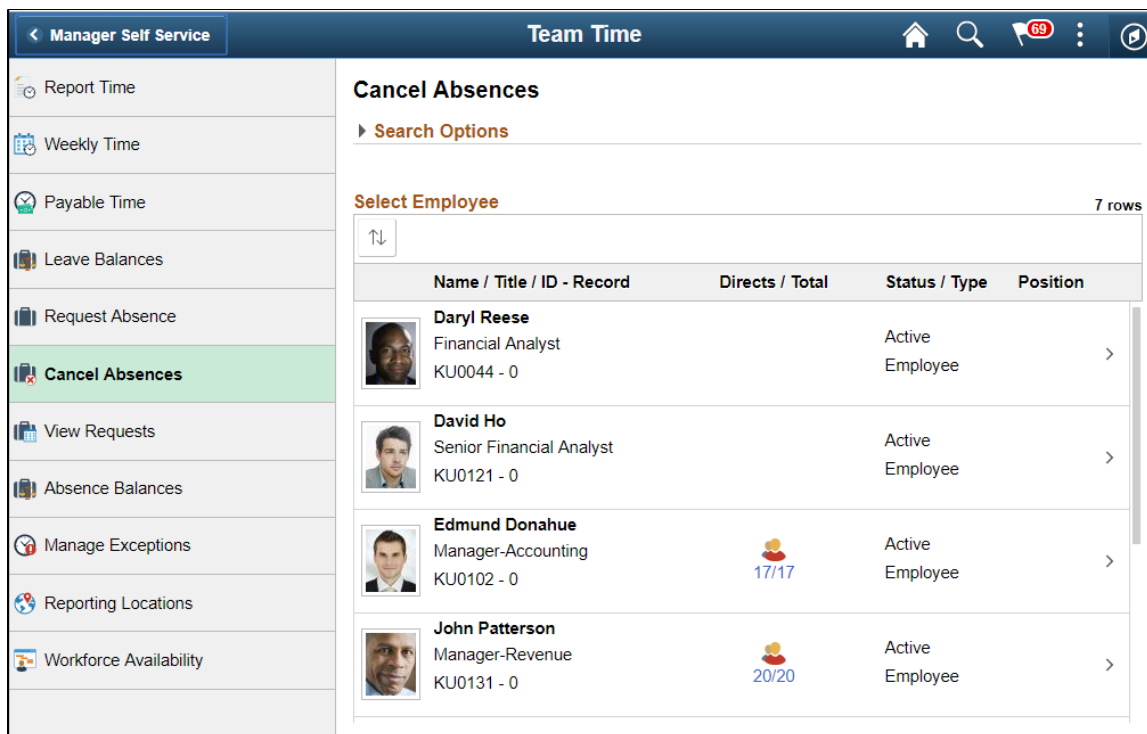 Manager Self Service
Team Time
69
Report Time
Weekly Time
Payable Time
Leave Balances
Request Absence
Cancel Absences
View Requests
Absence Balances
Manage Exceptions
Reporting Locations
Workforce Availability
Cancel Absences
Search Options
Select Employee
7 rows
Name / Title / ID - Record Directs / Total Status / Type Position
Daryl Reese
Financial Analyst
KU0044 - 0
Active
Employee
David Ho
Senior Financial Analyst
KU0121 - 0
Active
Employee
Edmund Donahue
Manager-Accounting
KU0102 - 0
17/17
Active
Employee
John Patterson
Manager-Revenue
KU0131 - 0
20/20
Active
Employee